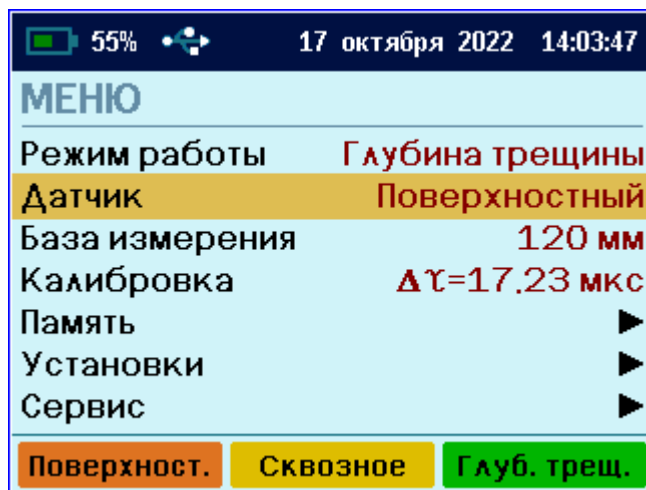 55% 17 октября 2022 14:03:47
МЕНЮ
Режим работы Глубина трещины
Датчик Поверхностный
База измерения 120 мм
Калибровка Δτ=17.23 мкс
Память ▶
Установки ▶
Сервис ▶
Поверхност. Сквозное Глуб. трещ.